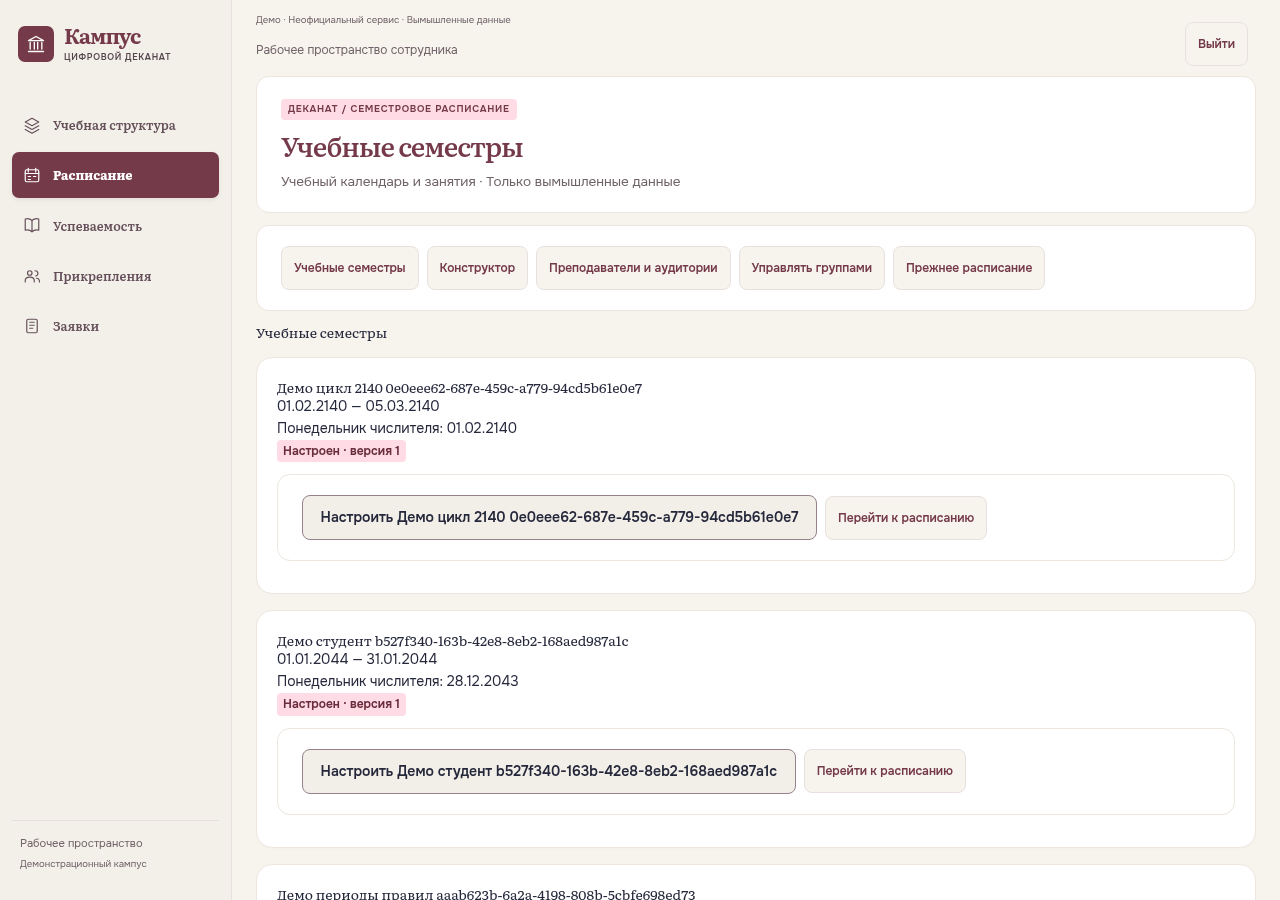 Кампус
ЦИФРОВОЙ ДЕКАНАТ
Учебная структура
Расписание
Успеваемость
Прикрепления
Заявки
Рабочее пространство
Демонстрационный кампус
Демо · Неофициальный сервис · Вымышленные данные
Рабочее пространство сотрудника
Выйти
ДЕКАНАТ / СЕМЕСТРОВОЕ РАСПИСАНИЕ
Учебные семестры
Учебный календарь и занятия · Только вымышленные данные
Учебные семестры
Конструктор
Преподаватели и аудитории
Управлять группами
Прежнее расписание
Учебные семестры
Демо цикл 2140 0e0eee62-687e-459c-a779-94cd5b61e0e7
01.02.2140 — 05.03.2140
Понедельник числителя: 01.02.2140
Настроен · версия 1
Настроить Демо цикл 2140 0e0eee62-687e-459c-a779-94cd5b61e0e7
Перейти к расписанию
Демо студент b527f340-163b-42e8-8eb2-168aed987a1c
01.01.2044 — 31.01.2044
Понедельник числителя: 28.12.2043
Настроен · версия 1
Настроить Демо студент b527f340-163b-42e8-8eb2-168aed987a1c
Перейти к расписанию
Демо периоды правил aaab623b-6a2a-4198-808b-5cbfe698ed73